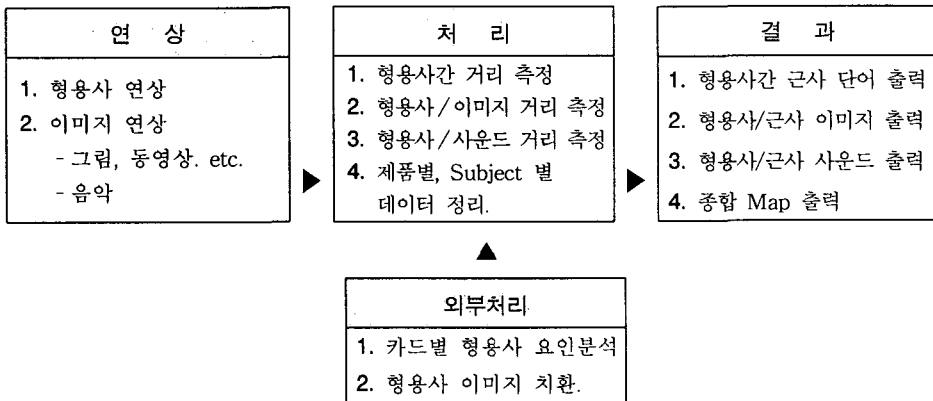 연 상
1. 형용사 연상
2. 이미지 연상
- 그림, 동영상. etc.
- 음악
처 리
1. 형용사간 거리 측정
2. 형용사/이미지 거리 측정
3. 형용사/사운드 거리 측정
4. 제품별, Subject 별
데이터 정리.
결 과
1. 형용사간 근사 단어 출력
2. 형용사/근사 이미지 출력
3. 형용사/근사 사운드 출력
4. 종합 Map 출력
외부처리
1. 카드별 형용사 요인분석
2. 형용사 이미지 치환.